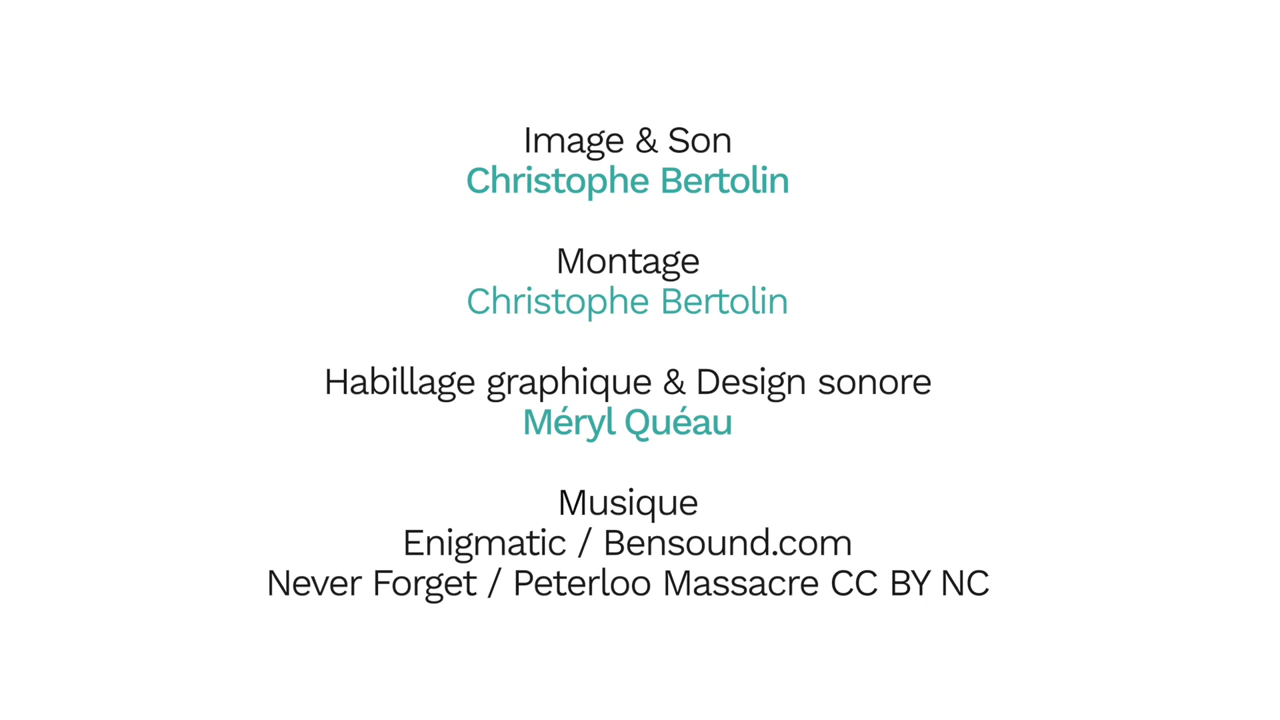 Image & Son
Christophe Bertolin
Montage
Christophe Bertolin
Habillage graphique & Design sonore
Méryl Quéau
Musique
Enigmatic / Bensound.com
Never Forget / Peterloo Massacre CC BY NC